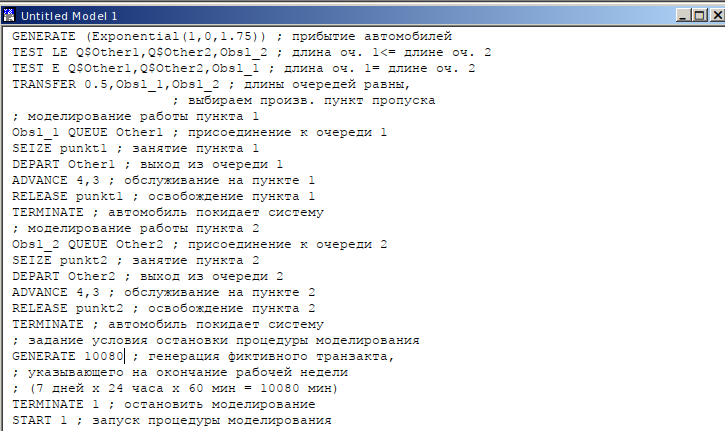 Untitled Model 1
GENERATE (Exponential(1,0,1.75)) ; прибытие автомобилей
TEST LE Q$Other1,Q$Other2,Obsl_2 ; длина оч. 1<= длине оч. 2
TEST E Q$Other1,Q$Other2,Obsl_1 ; длина оч. 1= длине оч. 2
TRANSFER 0.5,Obsl_1,Obsl_2 ; длины очередей равны,
; выбираем произв. пункт пропуска
; моделирование работы пункта 1
Obsl_1 QUEUE Other1 ; присоединение к очереди 1
SEIZE punkt1 ; занятие пункта 1
DEPART Other1 ; выход из очереди 1
ADVANCE 4,3 ; обслуживание на пункте 1
RELEASE punkt1 ; освобождение пункта 1
TERMINATE ; автомобиль покидает систему
; моделирование работы пункта 2
Obsl_2 QUEUE Other2 ; присоединение к очереди 2
SEIZE punkt2 ; занятие пункта 2
DEPART Other2 ; выход из очереди 2
ADVANCE 4,3 ; обслуживание на пункте 2
RELEASE punkt2 ; освобождение пункта 2
TERMINATE ; автомобиль покидает систему
; задание условия остановки процедуры моделирования
GENERATE 10080 ; генерация фиктивного транзакта,
; указывающего на окончание рабочей недели
; (7 дней х 24 часа х 60 мин = 10080 мин)
TERMINATE 1 ; остановить моделирование
START 1 ; запуск процедуры моделирования